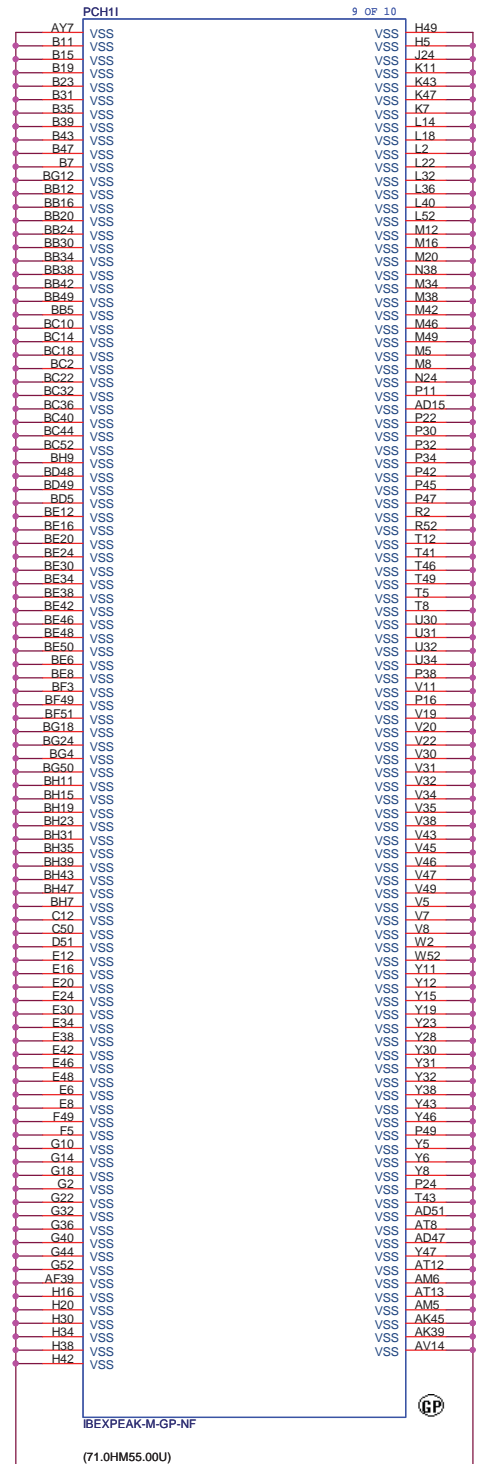 PCH1I 9 OF 10
AY7 VSS VSS H49
B11 VSS VSS H5
B15 VSS VSS J24
B19 VSS VSS K11
B23 VSS VSS K43
B31 VSS VSS K47
B35 VSS VSS K7
B39 VSS VSS L14
B43 VSS VSS L18
B47 VSS VSS L2
B7 VSS VSS L22
BG12 VSS VSS L32
BB12 VSS VSS L36
BB16 VSS VSS L40
BB20 VSS VSS L52
BB24 VSS VSS M12
BB30 VSS VSS M16
BB34 VSS VSS M20
BB38 VSS VSS N38
BB42 VSS VSS M34
BB49 VSS VSS M38
BB5 VSS VSS M42
BC10 VSS VSS M46
BC14 VSS VSS M49
BC18 VSS VSS M5
BC2 VSS VSS M8
BC22 VSS VSS N24
BC32 VSS VSS P11
BC36 VSS VSS AD15
BC40 VSS VSS P22
BC44 VSS VSS P30
BC52 VSS VSS P32
BH9 VSS VSS P34
BD48 VSS VSS P42
BD49 VSS VSS P45
BD5 VSS VSS P47
BE12 VSS VSS R2
BE16 VSS VSS R52
BE20 VSS VSS T12
BE24 VSS VSS T41
BE30 VSS VSS T46
BE34 VSS VSS T49
BE38 VSS VSS T5
BE42 VSS VSS T8
BE46 VSS VSS U30
BE48 VSS VSS U31
BE50 VSS VSS U32
BE6 VSS VSS U34
BE8 VSS VSS P38
BF3 VSS VSS V11
BF49 VSS VSS P16
BF51 VSS VSS V19
BG18 VSS VSS V20
BG24 VSS VSS V22
BG4 VSS VSS V30
BG50 VSS VSS V31
BH11 VSS VSS V32
BH15 VSS VSS V34
BH19 VSS VSS V35
BH23 VSS VSS V38
BH31 VSS VSS V43
BH35 VSS VSS V45
BH39 VSS VSS V46
BH43 VSS VSS V47
BH47 VSS VSS V49
BH7 VSS VSS V5
C12 VSS VSS V7
C50 VSS VSS V8
D51 VSS VSS W2
E12 VSS VSS W52
E16 VSS VSS Y11
E20 VSS VSS Y12
E24 VSS VSS Y15
E30 VSS VSS Y19
E34 VSS VSS Y23
E38 VSS VSS Y28
E42 VSS VSS Y30
E46 VSS VSS Y31
E48 VSS VSS Y32
E6 VSS VSS Y38
E8 VSS VSS Y43
F49 VSS VSS Y46
F5 VSS VSS P49
G10 VSS VSS Y5
G14 VSS VSS Y6
G18 VSS VSS Y8
G2 VSS VSS P24
G22 VSS VSS T43
G32 VSS VSS AD51
G36 VSS VSS AT8
G40 VSS VSS AD47
G44 VSS VSS Y47
G52 VSS VSS AT12
AF39 VSS VSS AM6
H16 VSS VSS AT13
H20 VSS VSS AM5
H30 VSS VSS AK45
H34 VSS VSS AK39
H38 VSS VSS AV14
H42 VSS
GP
IBEXPEAK-M-GP-NF
(71.0HM55.00U)